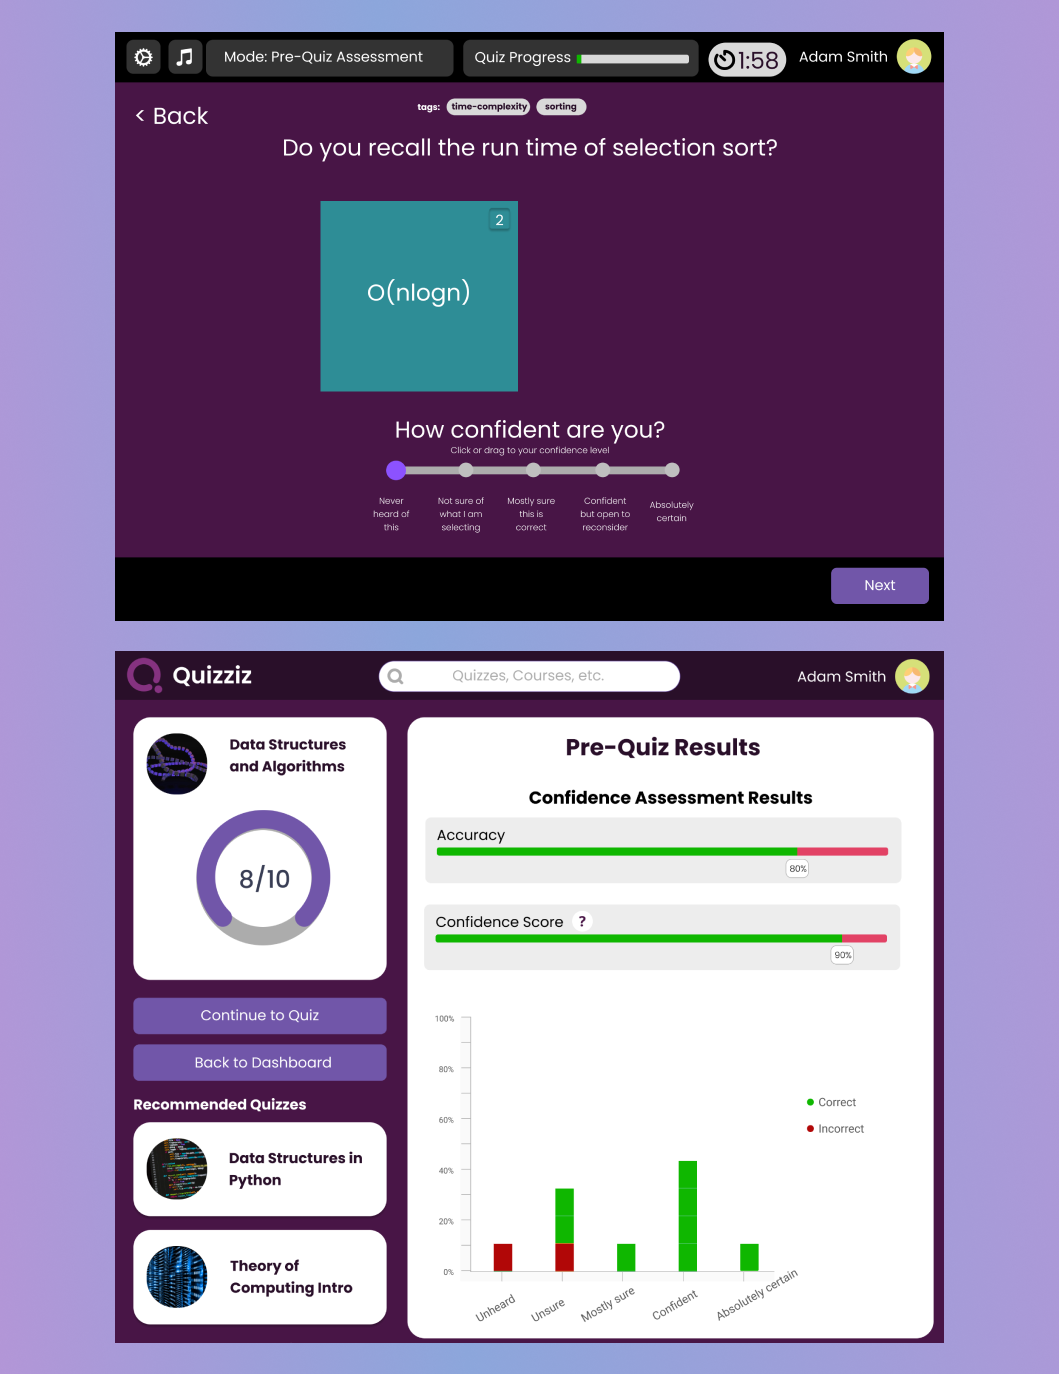 Mode: Pre-Quiz Assessment
Quiz Progress
1:58
Adam Smith
< Back
tags: time-complexity sorting
Do you recall the run time of selection sort?
2
O(nlogn)
How confident are you?
Click or drag to your confidence level
Never
heard of
this
Not sure of
what I am
selecting
Mostly sure
this is
correct
Confident
but open to
reconsider
Absolutely
certain
Next
Quizziz
Quizzes, Courses, etc.
Adam Smith
Data Structures
and Algorithms
8/10
Continue to Quiz
Back to Dashboard
Recommended Quizzes
Data Structures in
Python
Theory of
Computing Intro
Pre-Quiz Results
Confidence Assessment Results
Accuracy
80%
Confidence Score ?
90%
100%
80%
60%
40%
20%
0%
Unheard
Unsure
Mostly sure
Confident
Absolutely certain
Correct
Incorrect